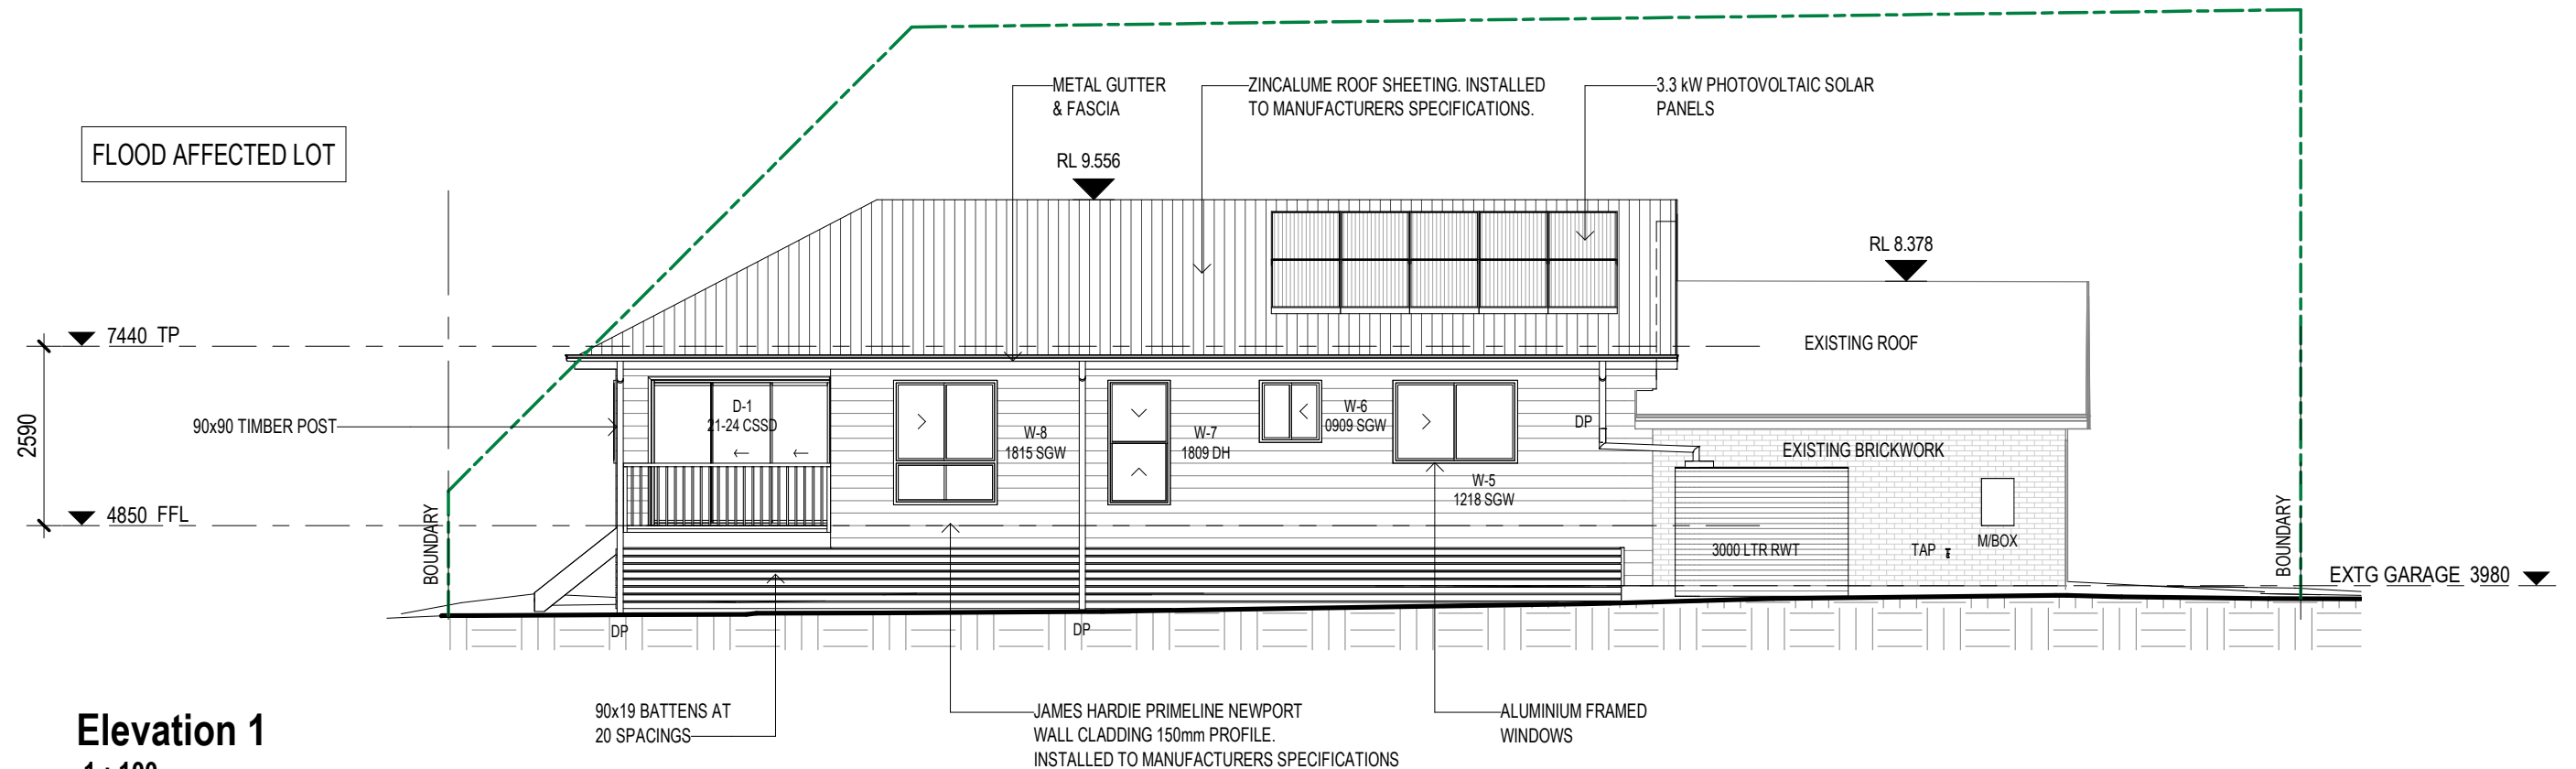 METAL GUTTER
& FASCIA
ZINCALUME ROOF SHEETING. INSTALLED
TO MANUFACTURERS SPECIFICATIONS.
3.3 kW PHOTOVOLTAIC SOLAR
PANELS
FLOOD AFFECTED LOT
RL 9.556
RL 8.378
7440 TP
EXISTING ROOF
2590
90x90 TIMBER POST
D-1
21-24 CSSD
W-8
1815 SGW
W-7
1809 DH
W-6
0909 SGW
DP
W-5
1218 SGW
EXISTING BRICKWORK
4850 FFL
BOUNDARY
3000 LTR RWT
TAP
M/BOX
BOUNDARY
EXTG GARAGE 3980
DP
DP
90x19 BATTENS AT
20 SPACINGS
JAMES HARDIE PRIMELINE NEWPORT
WALL CLADDING 150mm PROFILE.
INSTALLED TO MANUFACTURERS SPECIFICATIONS
ALUMINIUM FRAMED
WINDOWS
Elevation 1
1 : 100